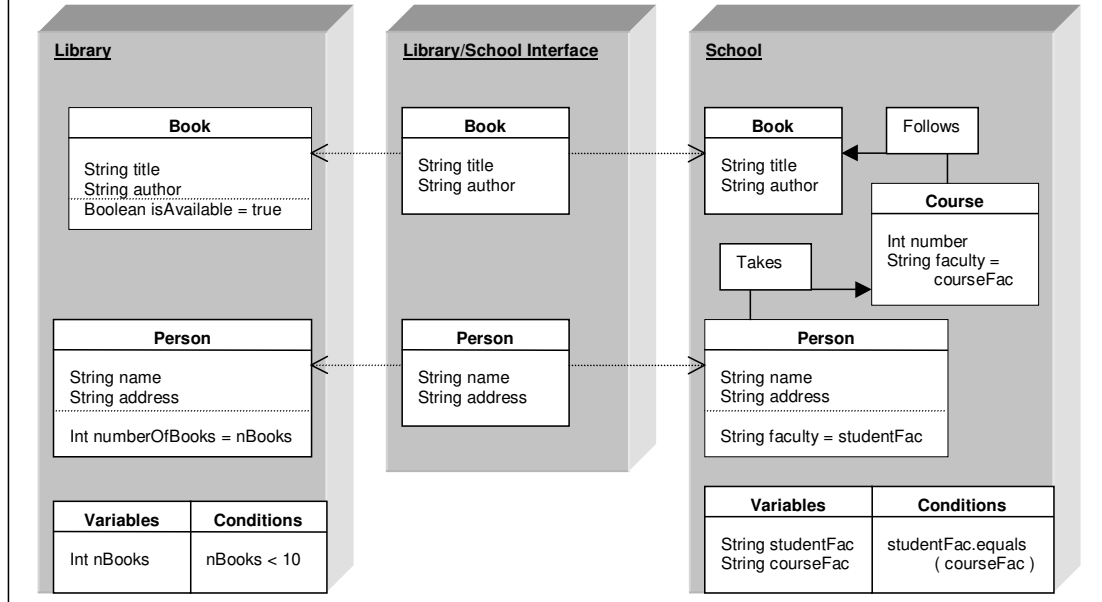 Library
Book
String title
String author
Boolean isAvailable = true
Person
String name
String address
Int numberOfBooks = nBooks
Variables
Conditions
Int nBooks
nBooks < 10
Library/School Interface
Book
String title
String author
Person
String name
String address
School
Book
String title
String author
Follows
Course
Int number
String faculty =
courseFac
Takes
Person
String name
String address
String faculty = studentFac
Variables
Conditions
String studentFac
String courseFac
studentFac.equals
( courseFac )